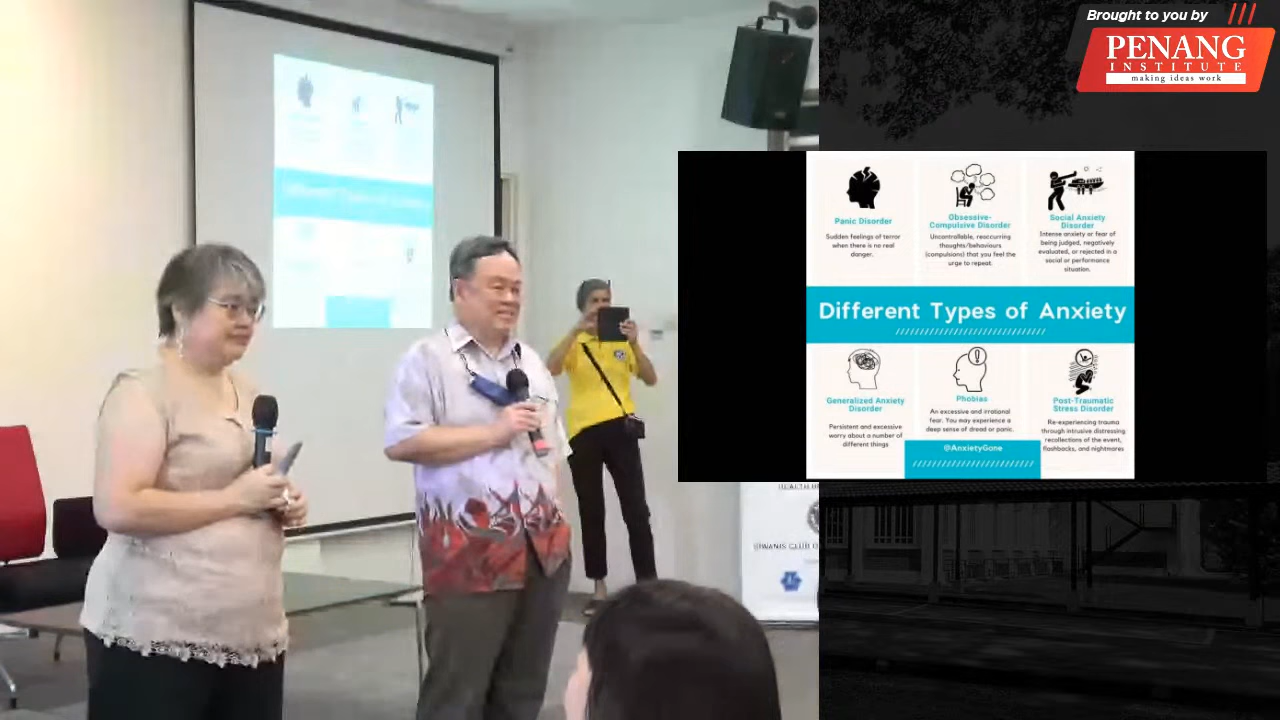 Brought to you by
PENANG
INSTITUTE
making ideas work
Panic Disorder
Sudden feelings of terror
when there is no real
danger.
Obsessive-
Compulsive Disorder
Uncontrollable, reoccurring
thoughts/behaviours
(compulsions) that you feel the
urge to repeat.
Social Anxiety
Disorder
Intense anxiety or fear of
being judged, negatively
evaluated, or rejected in a
social or performance
situation.
Different Types of Anxiety
Generalized Anxiety
Disorder
Persistent and excessive
worry about a number of
different things
Phobias
An excessive and irrational
fear. You may experience a
deep sense of dread or panic.
Post-Traumatic
Stress Disorder
Re-experiencing trauma
through intrusive distressing
recollections of the event,
flashbacks, and nightmares
@AnxietyGone
KIWANIS CLUB